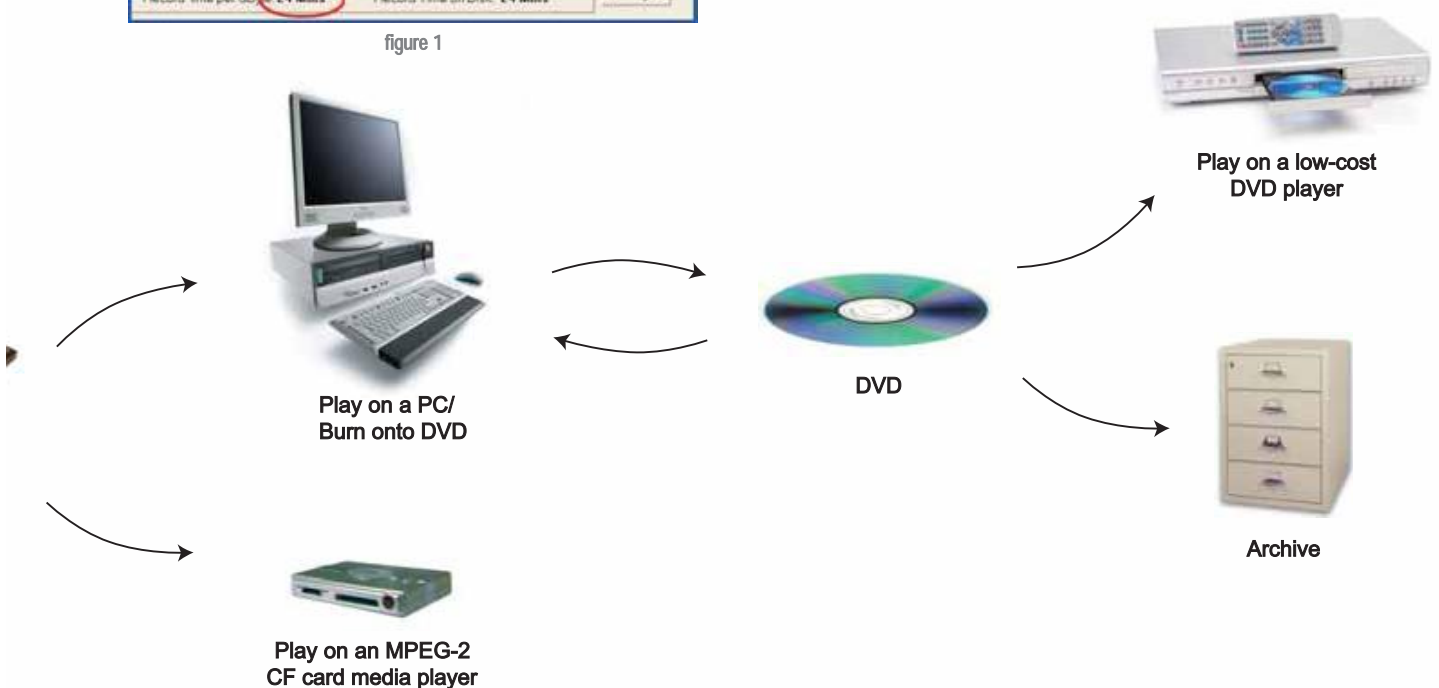 figure 1
Play on a low-cost
DVD player
Play on a PC/
Burn onto DVD
DVD
Archive
Play on an MPEG-2
CF card media player